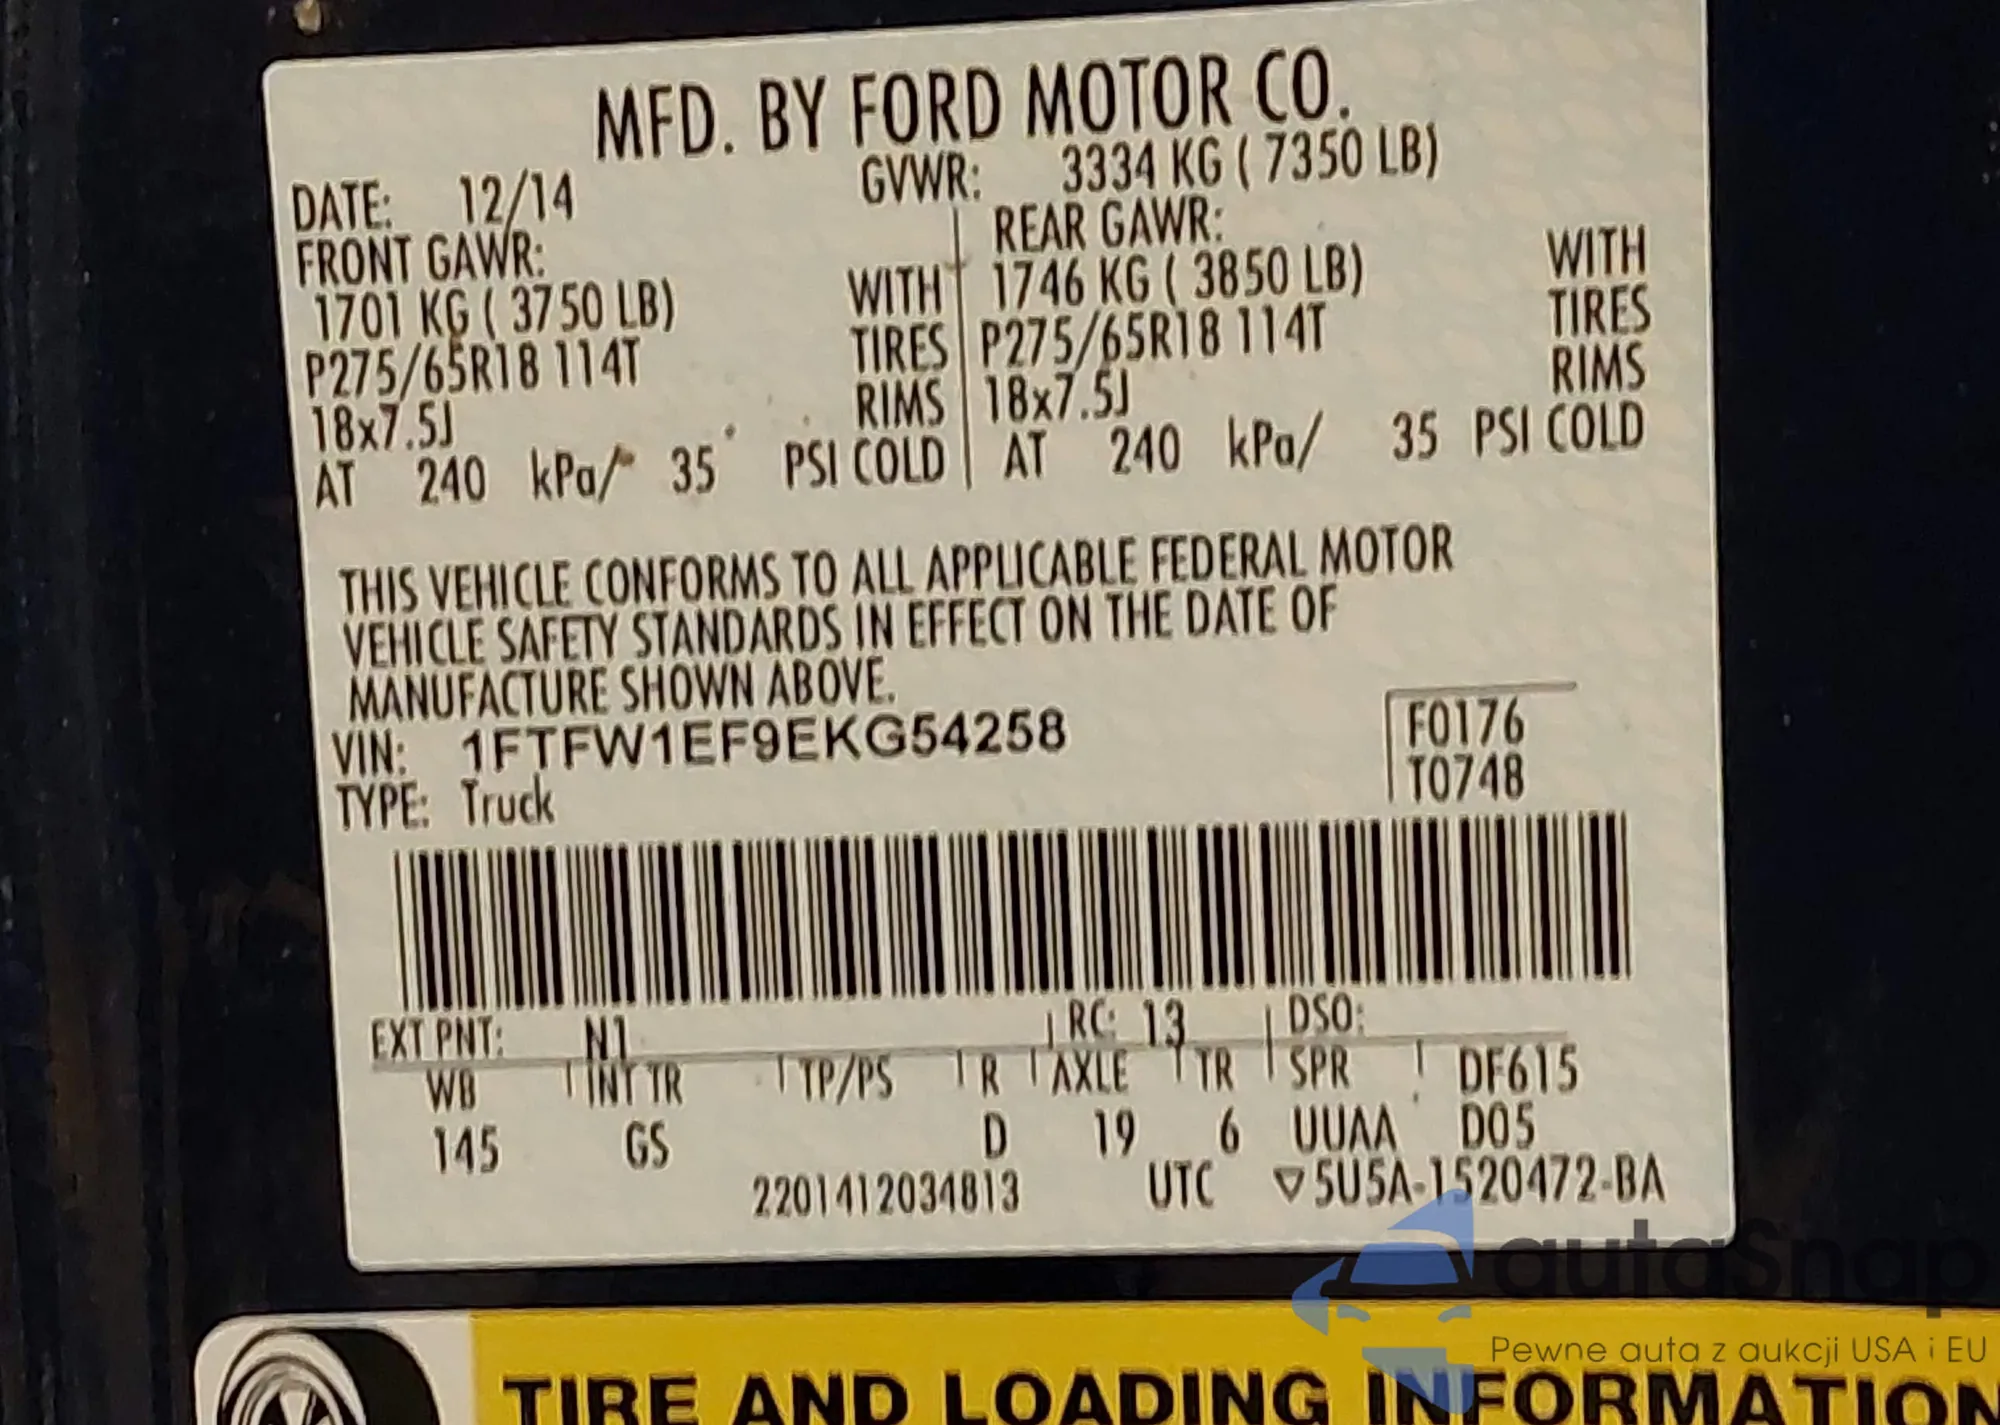 MFD. BY FORD MOTOR CO.
DATE: 12/14 GVWR: 3334 KG ( 7350 LB)
FRONT GAWR: REAR GAWR:
1701 KG ( 3750 LB) WITH 1746 KG ( 3850 LB) WITH
P275/65R18 114T TIRES P275/65R18 114T TIRES
18x7.5J RIMS 18x7.5J RIMS
AT 240 kPa/ 35 PSI COLD AT 240 kPa/ 35 PSI COLD
THIS VEHICLE CONFORMS TO ALL APPLICABLE FEDERAL MOTOR
VEHICLE SAFETY STANDARDS IN EFFECT ON THE DATE OF
MANUFACTURE SHOWN ABOVE.
VIN: 1FTFW1EF9EKG54258 F0176
TYPE: Truck T0748
EXT PNT: N1 RC: 13 DSO:
WB INT TR TP/PS R AXLE TR SPR DF615
145 GS D 19 6 UUAA D05
2201412034813 UTC ▽5U5A-1520472-BA
autaSnap
Pewne auta z aukcji USA i EU
TIRE AND LOADING INFORMATION